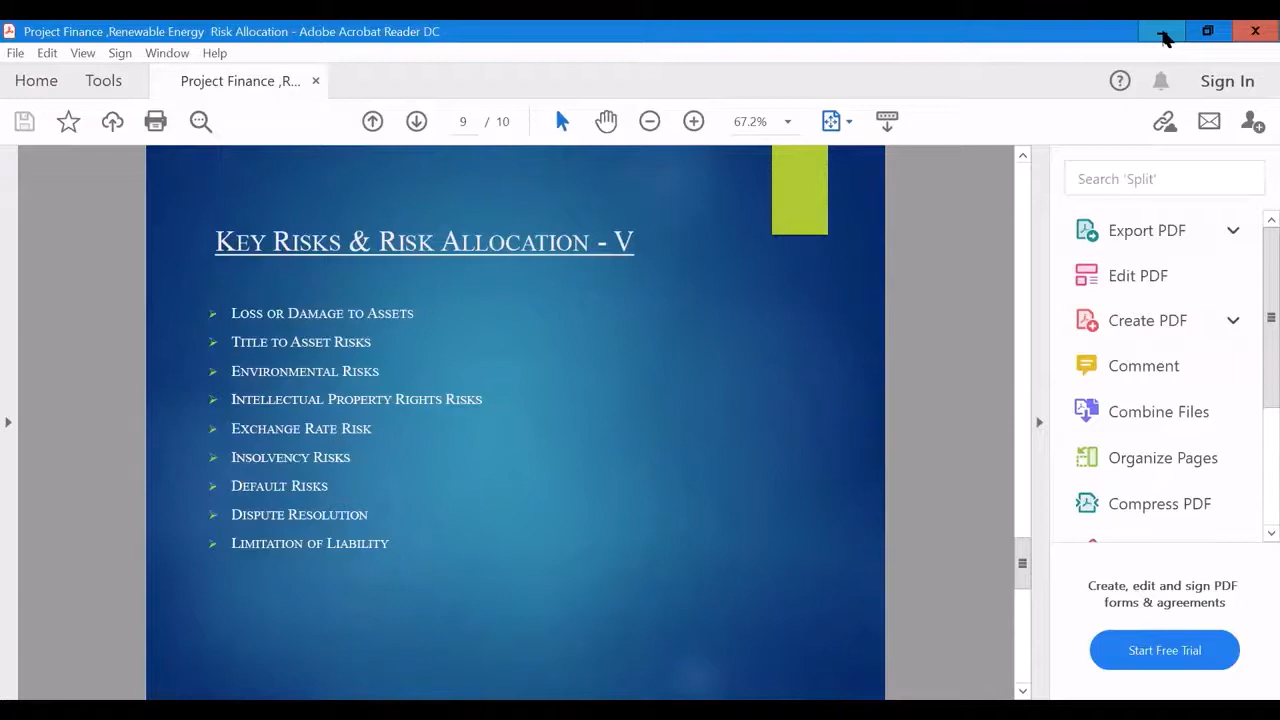 Project Finance ,Renewable Energy  Risk Allocation - Adobe Acrobat Reader DC
File Edit View Sign Window Help
Home Tools Project Finance ,R... × Sign In
9 / 10 67.2%
Search 'Split'
KEY RISKS & RISK ALLOCATION - V
LOSS OR DAMAGE TO ASSETS
TITLE TO ASSET RISKS
ENVIRONMENTAL RISKS
INTELLECTUAL PROPERTY RIGHTS RISKS
EXCHANGE RATE RISK
INSOLVENCY RISKS
DEFAULT RISKS
DISPUTE RESOLUTION
LIMITATION OF LIABILITY
Export PDF
Edit PDF
Create PDF
Comment
Combine Files
Organize Pages
Compress PDF
Create, edit and sign PDF
forms & agreements
Start Free Trial